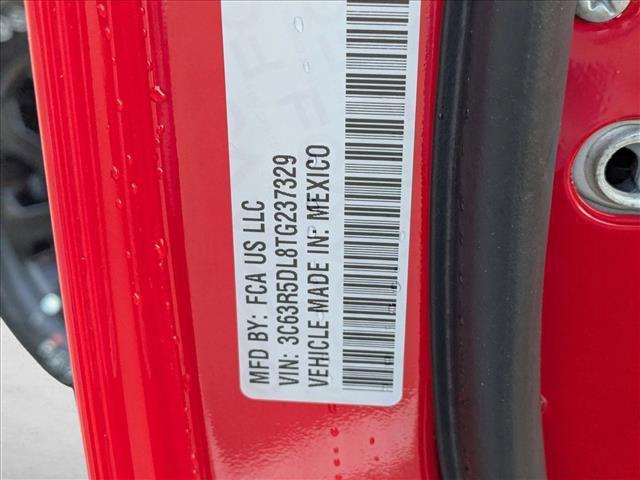 MFD BY: FCA US LLC
VIN: 3C63R5DL8TG237329
VEHICLE MADE IN: MEXICO